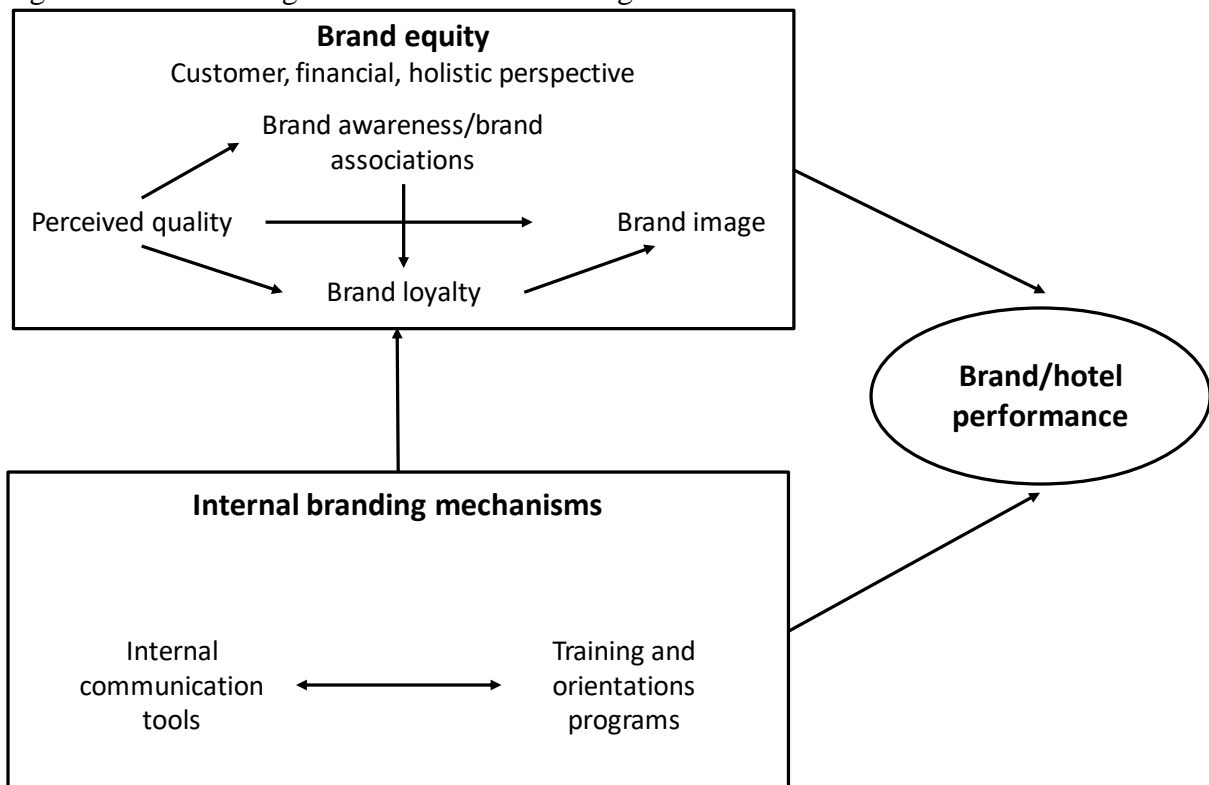 Brand equity
Customer, financial, holistic perspective
Brand awareness/brand
associations
Perceived quality
Brand image
Brand loyalty
Brand/hotel
performance
Internal branding mechanisms
Internal
communication
tools
Training and
orientations
programs